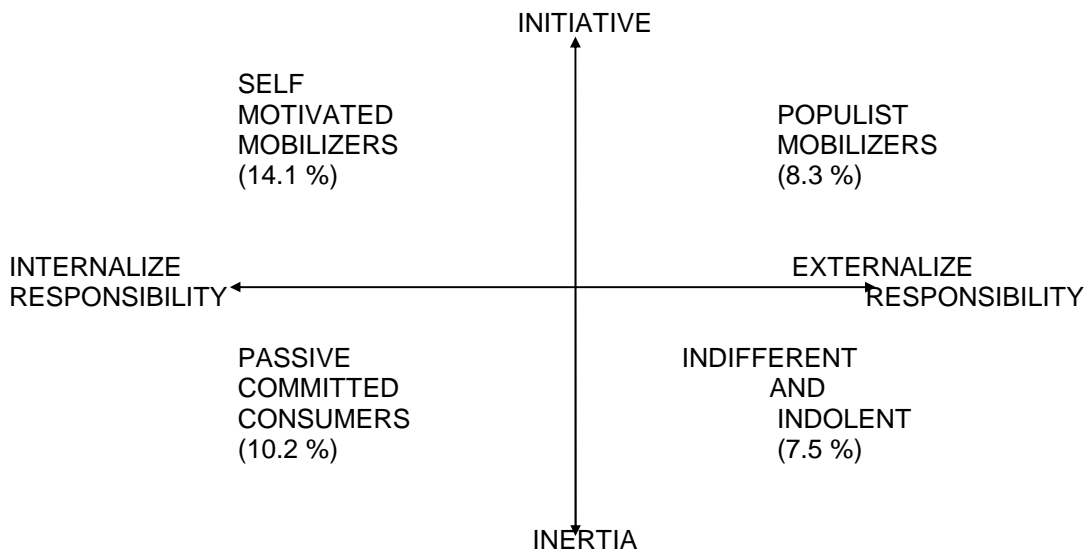 INITIATIVE
SELF
MOTIVATED
MOBILIZERS
(14.1 %)
POPULIST
MOBILIZERS
(8.3 %)
INTERNALIZE
RESPONSIBILITY
EXTERNALIZE
RESPONSIBILITY
PASSIVE
COMMITTED
CONSUMERS
(10.2 %)
INDIFFERENT
AND
INDOLENT
(7.5 %)
INERTIA